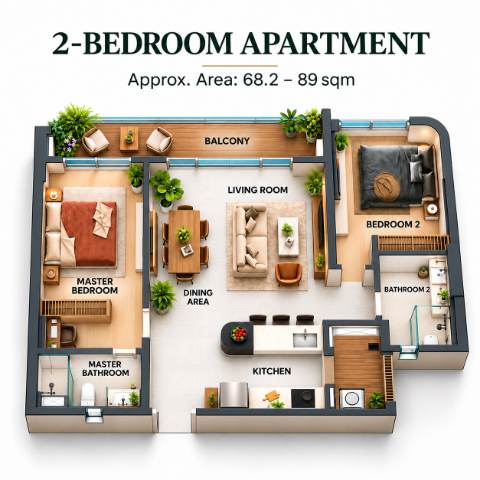 2-BEDROOM APARTMENT
Approx. Area: 68.2 – 89 sqm
BALCONY
LIVING ROOM
BEDROOM 2
MASTER
BEDROOM
DINING
AREA
BATHROOM 2
MASTER
BATHROOM
KITCHEN